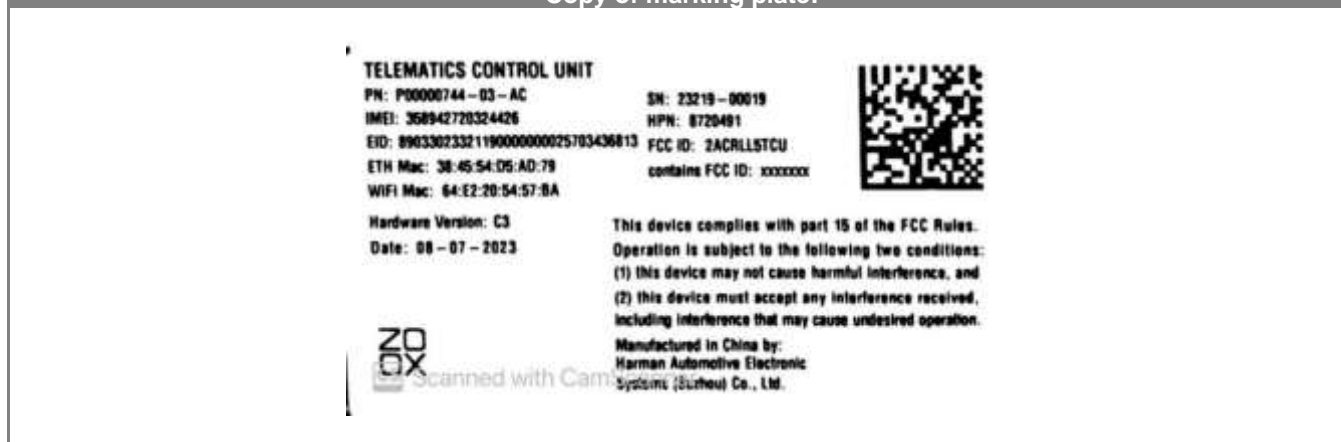 Copy of marking plate:
TELEMATICS CONTROL UNIT
PN: P00000744-03-AC
IMEI: 358942720324426
EID: 89033023321190000000025703436813
ETH Mac: 38:45:54:D5:AD:79
WIFI Mac: 64:E2:20:54:57:BA
SN: 23219-00019
HPN: 8720491
FCC ID: 2ACRLL5TCU
contains FCC ID: xxxxxxx
Hardware Version: C3
Date: 08-07-2023
This device complies with part 15 of the FCC Rules.
Operation is subject to the following two conditions:
(1) this device may not cause harmful interference, and
(2) this device must accept any interference received,
including interference that may cause undesired operation.
Manufactured in China by:
Harman Automotive Electronic
Systems (Suzhou) Co., Ltd.
ZO
OX
Scanned with CamScanner